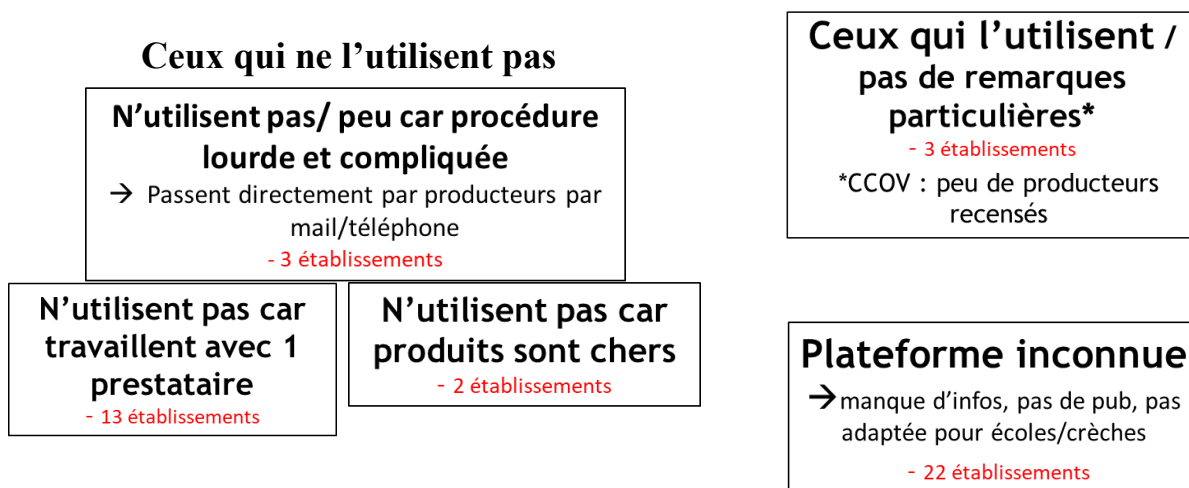 Ceux qui ne l’utilisent pas
N’utilisent pas/ peu car procédure
lourde et compliquée
→ Passent directement par producteurs par
mail/téléphone
- 3 établissements
N’utilisent pas car
travaillent avec 1
prestataire
- 13 établissements
N’utilisent pas car
produits sont chers
- 2 établissements
Ceux qui l’utilisent /
pas de remarques
particulières*
- 3 établissements
*CCOV : peu de producteurs
recensés
Plateforme inconnue
→manque d’infos, pas de pub, pas
adaptée pour écoles/crèches
- 22 établissements